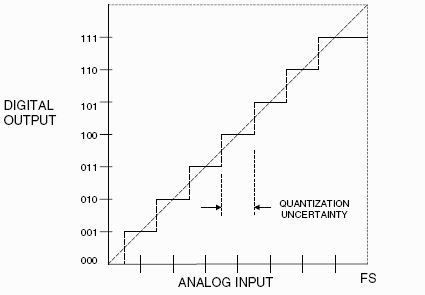 111
110
101
DIGITAL
OUTPUT
100
011
010
QUANTIZATION
UNCERTAINTY
001
000
ANALOG INPUT
FS